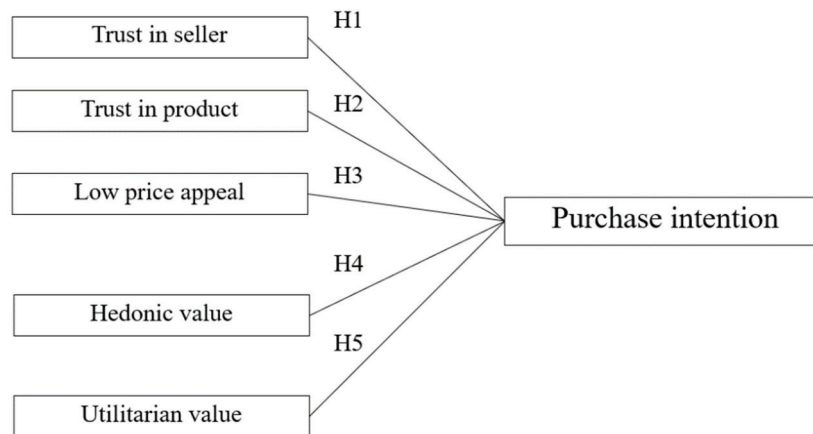 H1
Trust in seller
H2
Trust in product
H3
Low price appeal
Purchase intention
H4
Hedonic value
H5
Utilitarian value